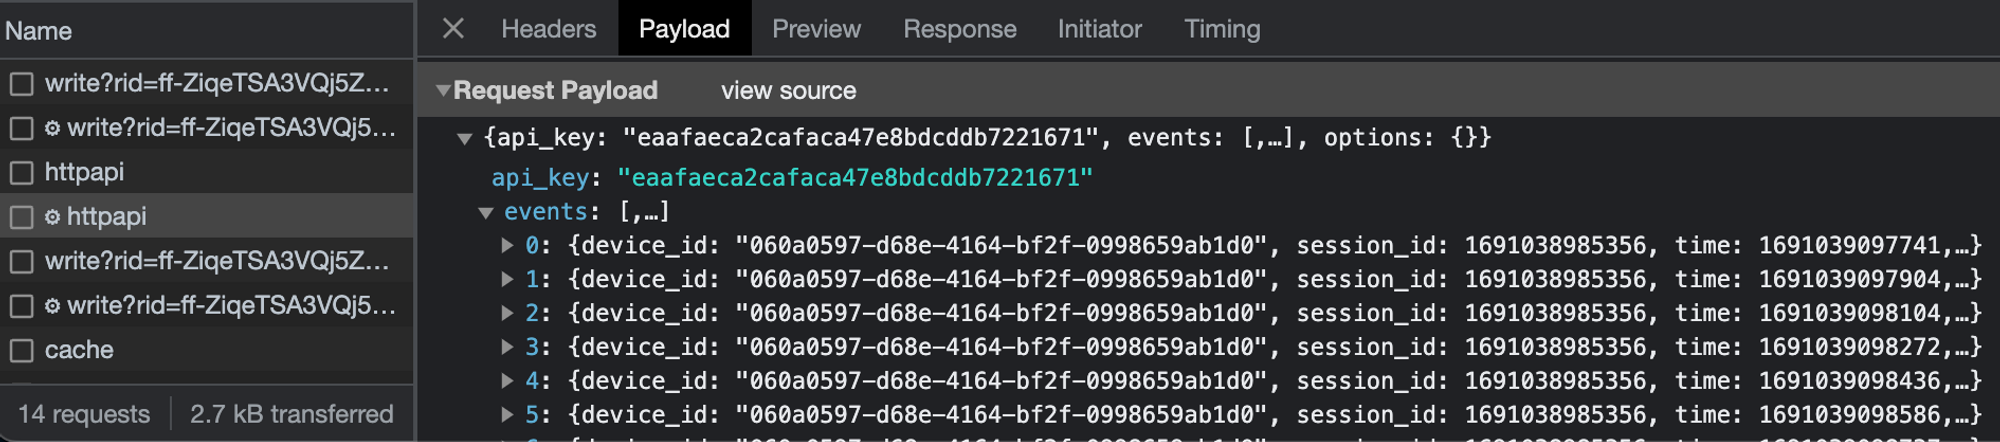 Name
write?rid=ff-ZiqeTSA3VQj5Z...
write?rid=ff-ZiqeTSA3VQj5...
httpapi
httpapi
write?rid=ff-ZiqeTSA3VQj5Z...
write?rid=ff-ZiqeTSA3VQj5...
cache
14 requests 2.7 kB transferred
Headers Payload Preview Response Initiator Timing
Request Payload view source
{api_key: "eaafaeca2cafaca47e8bdcddb7221671", events: [,…], options: {}}
api_key: "eaafaeca2cafaca47e8bdcddb7221671"
events: [,…]
0: {device_id: "060a0597-d68e-4164-bf2f-0998659ab1d0", session_id: 1691038985356, time: 1691039097741,…}
1: {device_id: "060a0597-d68e-4164-bf2f-0998659ab1d0", session_id: 1691038985356, time: 1691039097904,…}
2: {device_id: "060a0597-d68e-4164-bf2f-0998659ab1d0", session_id: 1691038985356, time: 1691039098104,…}
3: {device_id: "060a0597-d68e-4164-bf2f-0998659ab1d0", session_id: 1691038985356, time: 1691039098272,…}
4: {device_id: "060a0597-d68e-4164-bf2f-0998659ab1d0", session_id: 1691038985356, time: 1691039098436,…}
5: {device_id: "060a0597-d68e-4164-bf2f-0998659ab1d0", session_id: 1691038985356, time: 1691039098586,…}